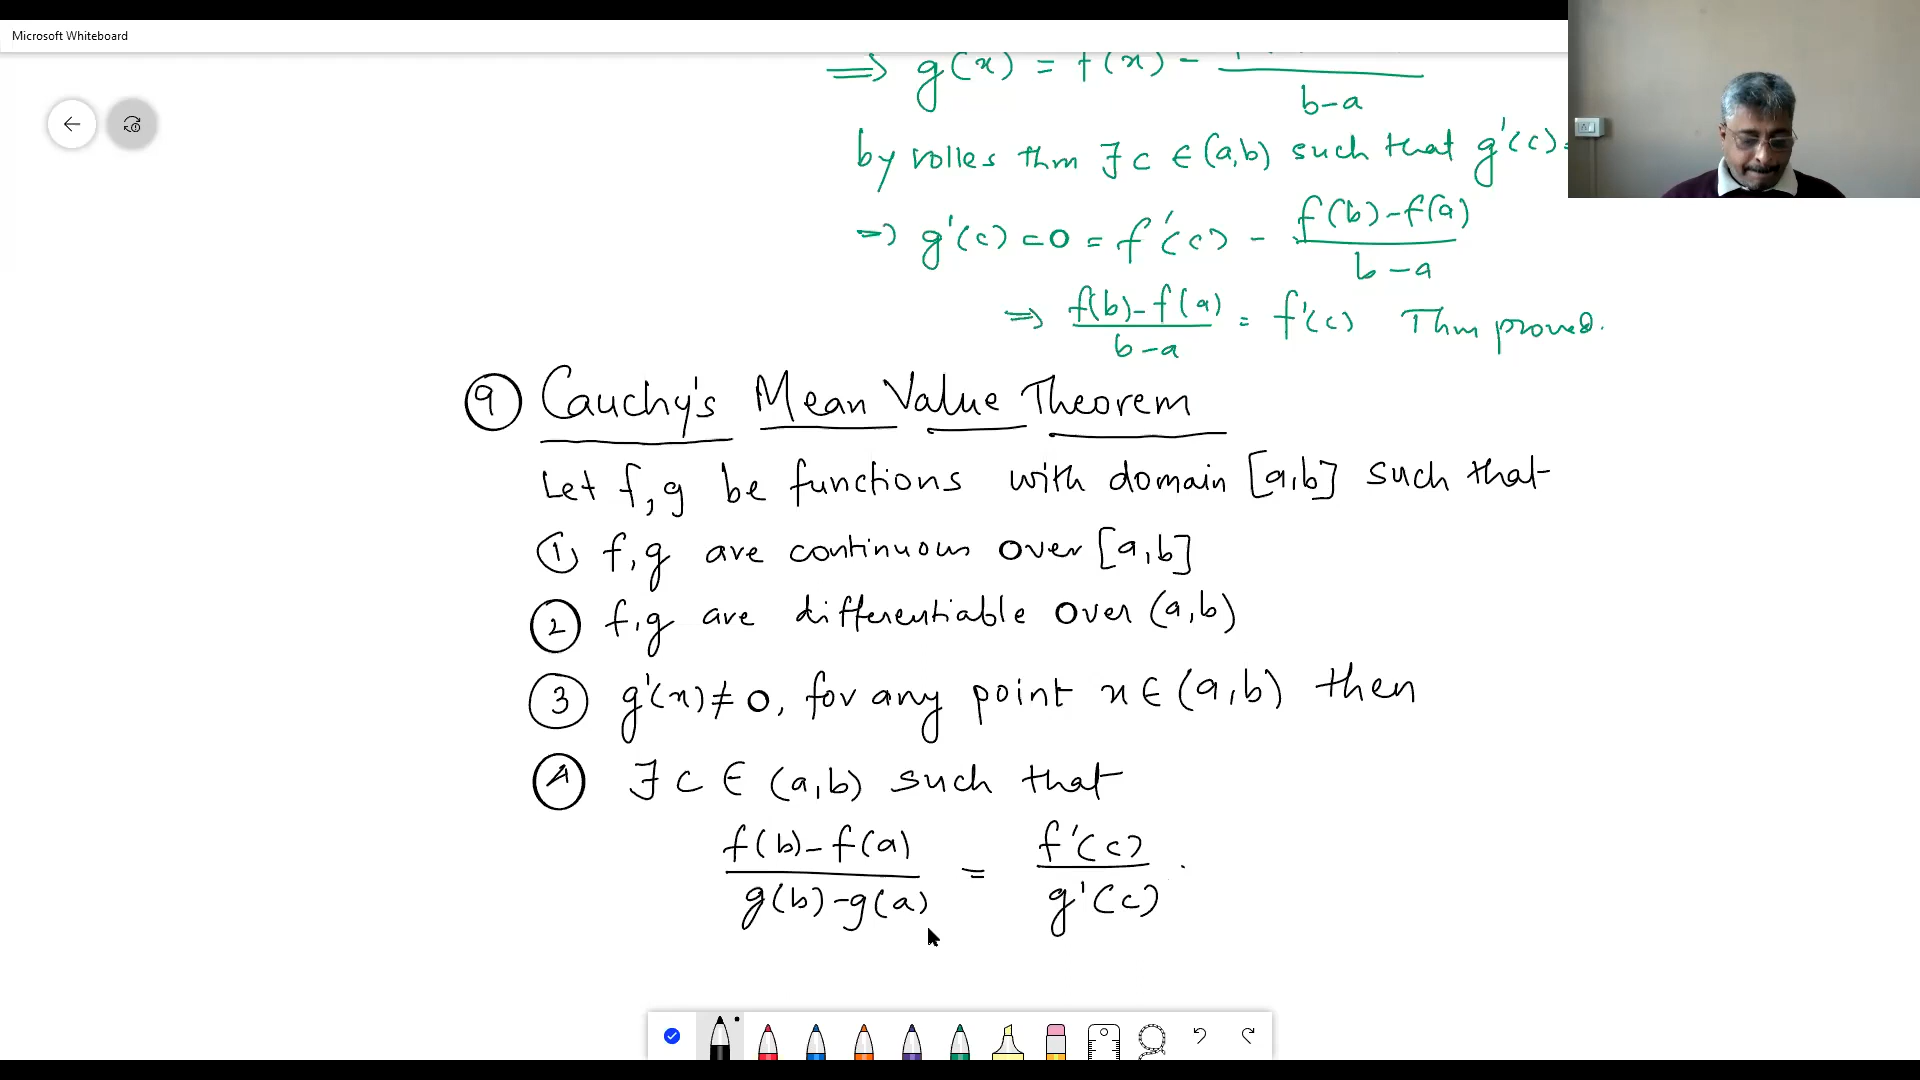 Microsoft Whiteboard
⟹ g(x) = f(x) - ———
b-a
by rolles thm ∃ c ∈ (a,b) such that g'(c)=
⇒ g'(c) = 0 = f'(c) - (f(b)-f(a))/(b-a)
⇒ (f(b)-f(a))/(b-a) = f'(c) Thm proved.
9 Cauchy's Mean Value Theorem
Let f,g be functions with domain [a,b] such that
1 f,g are continuous over [a,b]
2 f,g are differentiable over (a,b)
3 g'(x)≠0, for any point x∈(a,b) then
4 ∃ c ∈ (a,b) such that
(f(b)-f(a))/(g(b)-g(a)) = f'(c)/g'(c) .